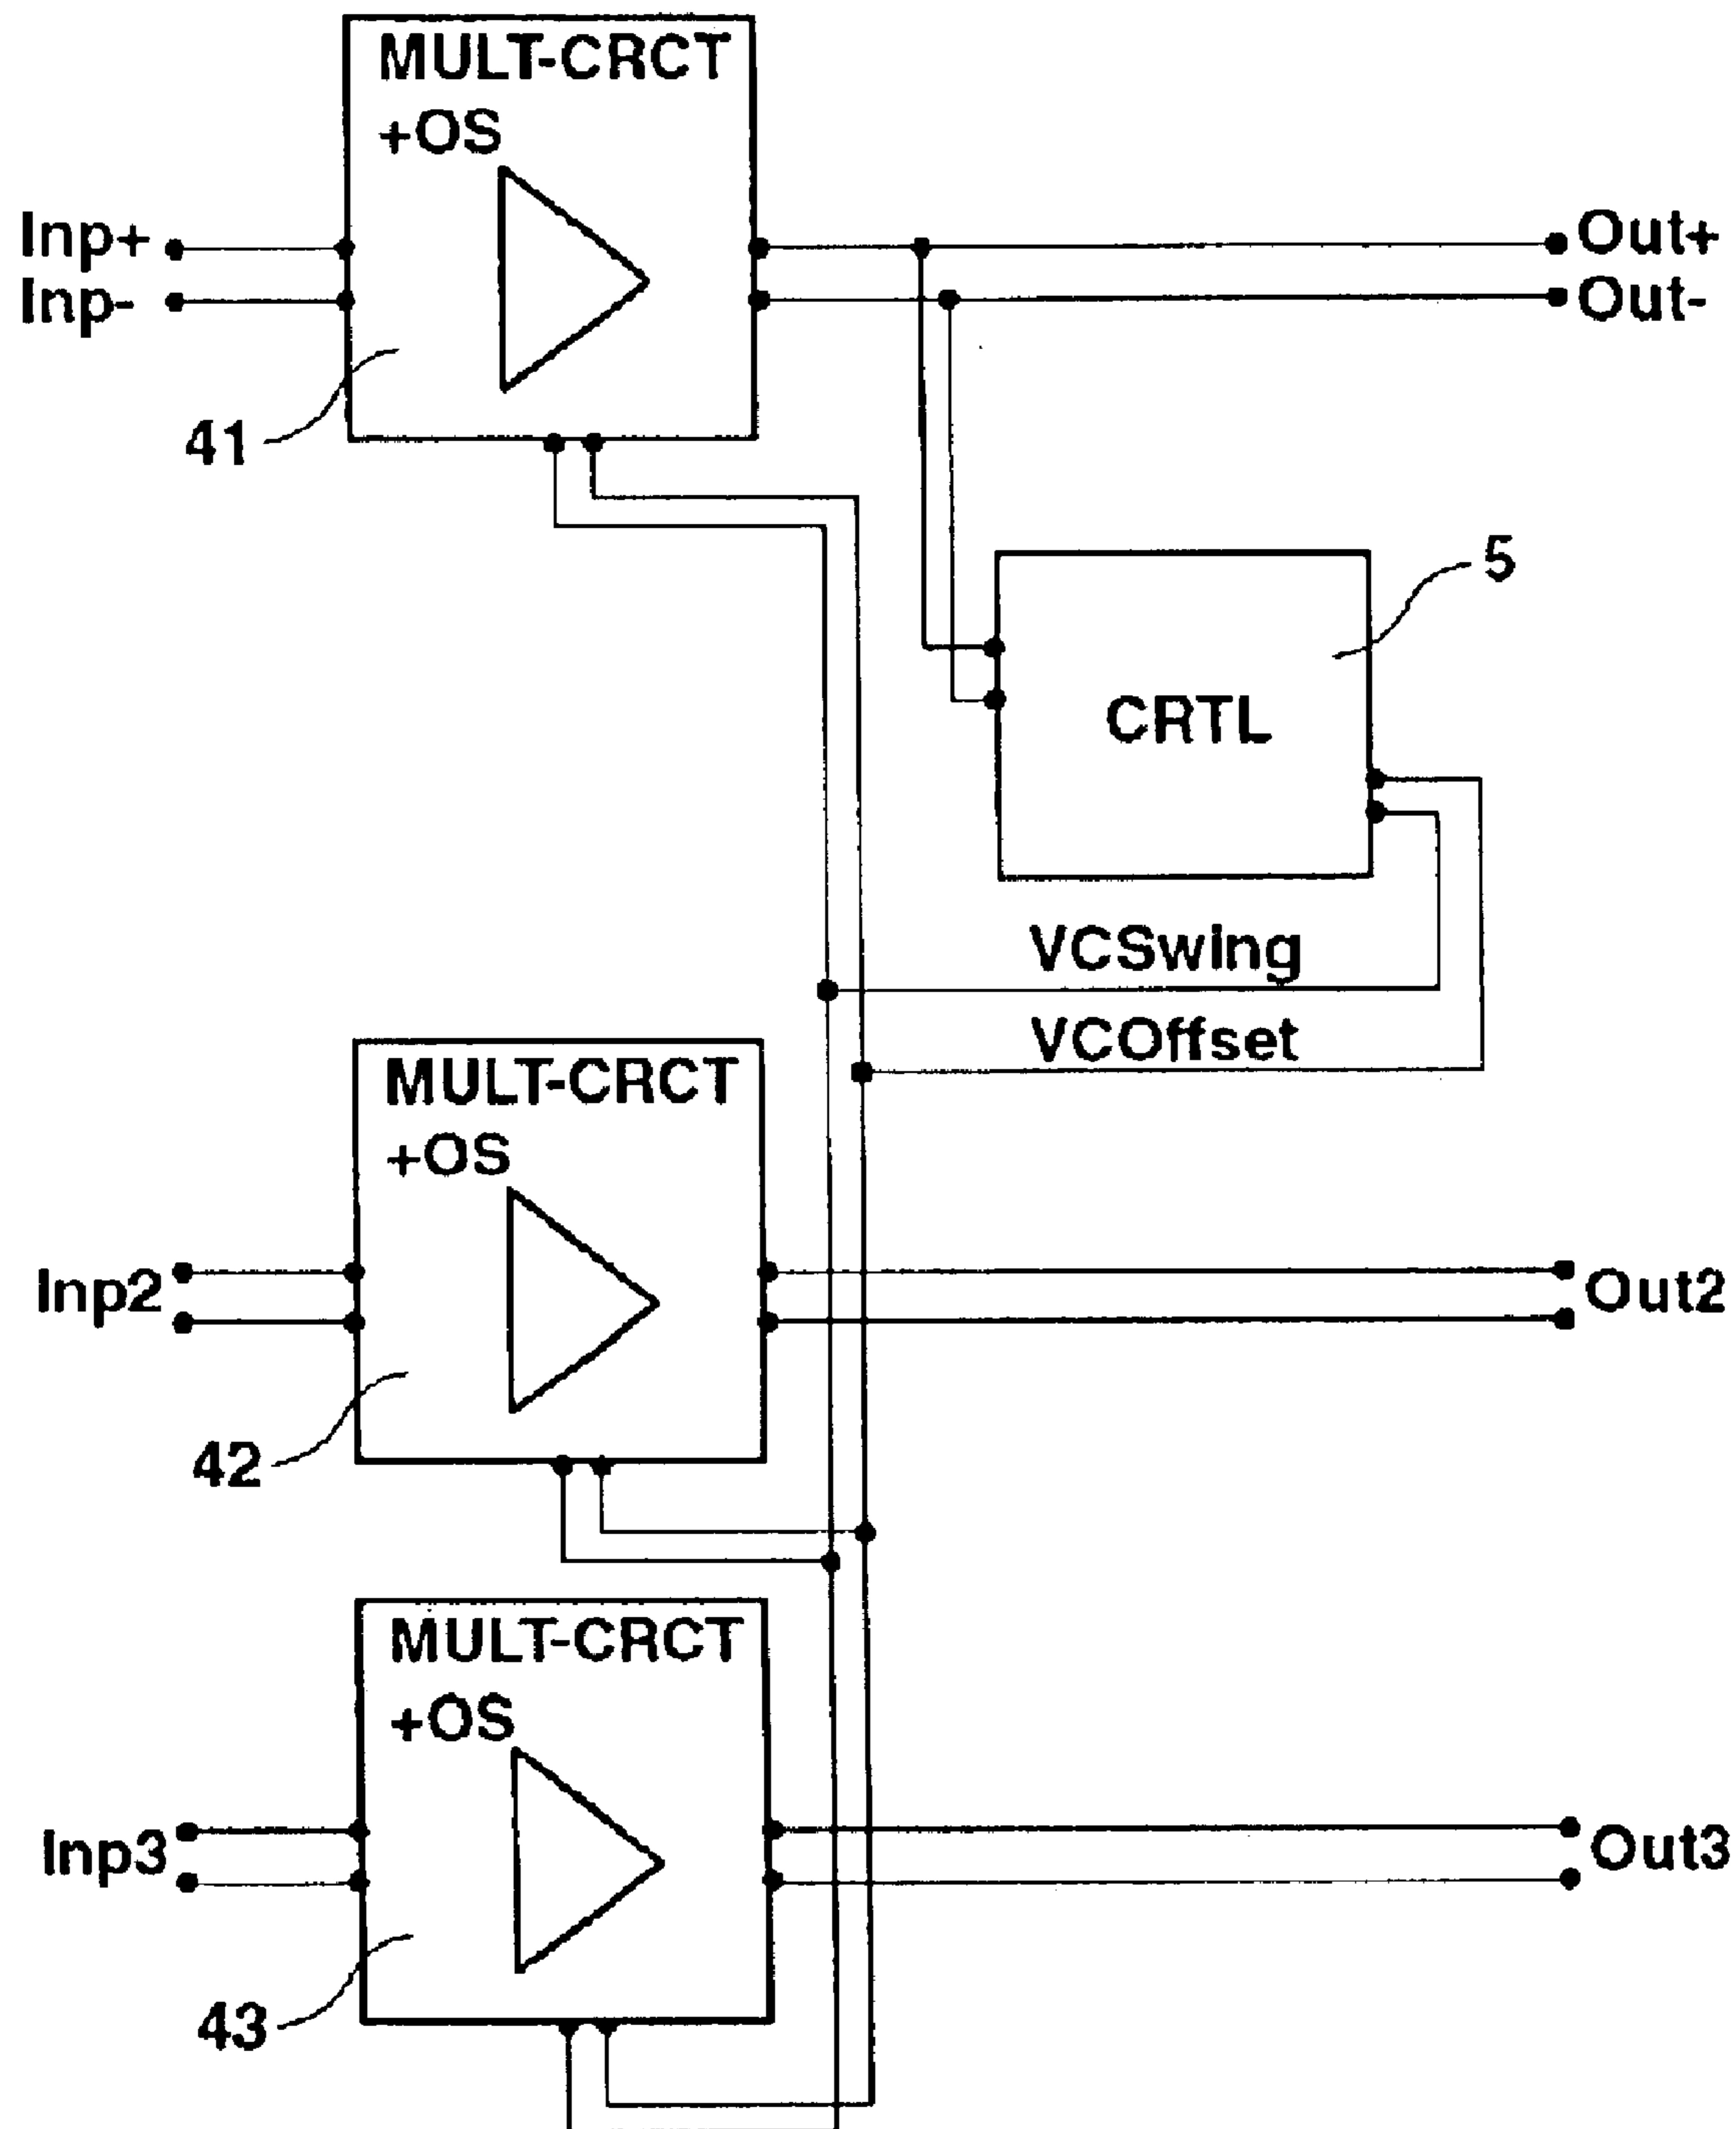 MULT-CRCT
+OS
Inp+
Inp-
Out+
Out-
41
5
CRTL
VCSwing
VCOffset
MULT-CRCT
+OS
Inp2
Out2
42
MULT-CRCT
+OS
Inp3
Out3
43